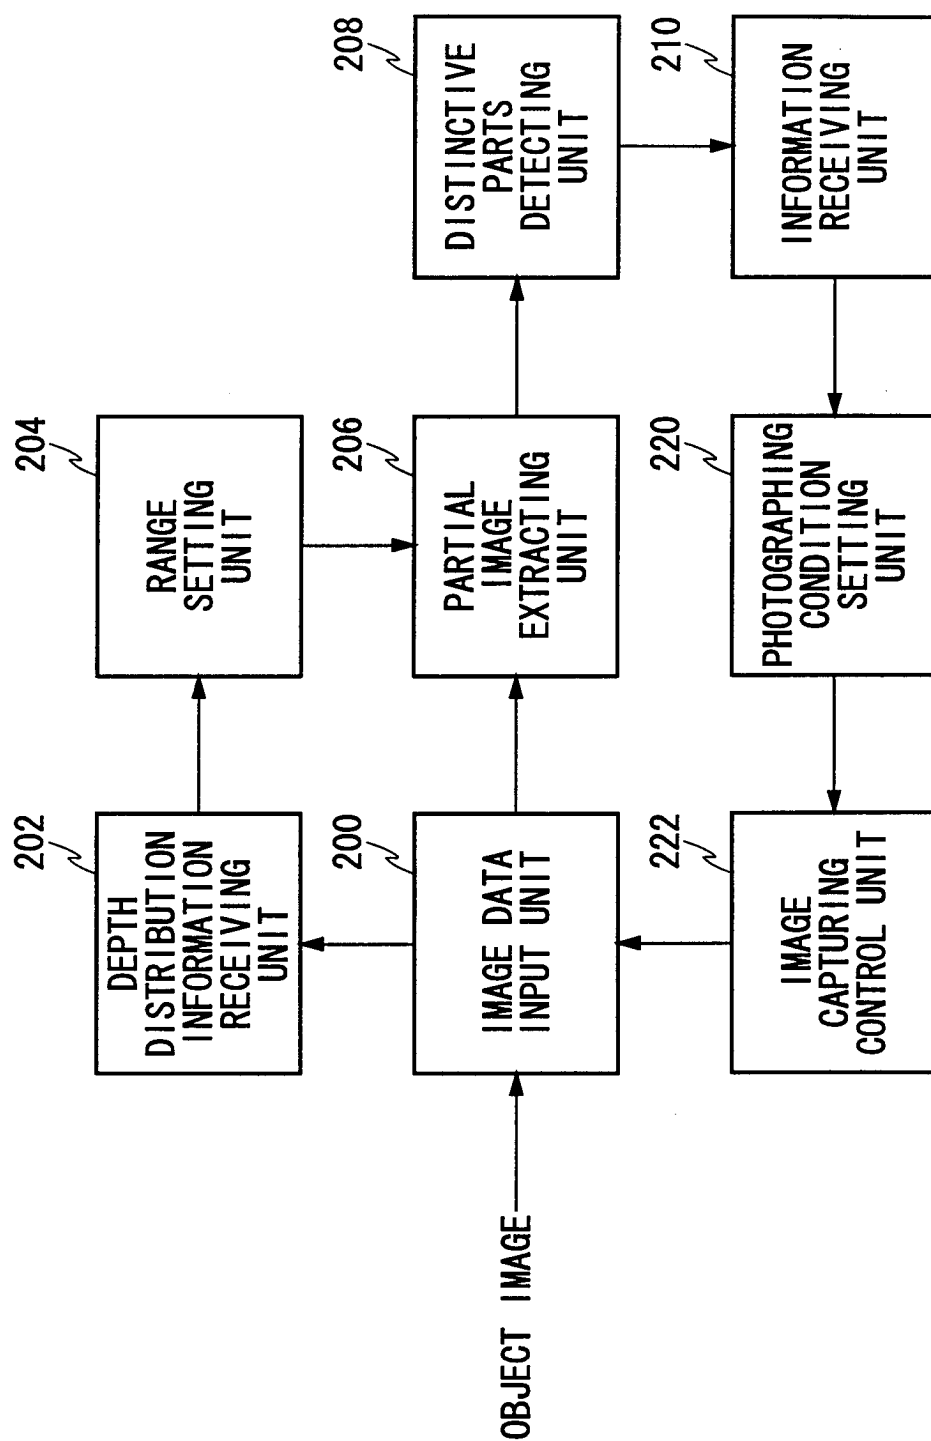 202
DEPTH
DISTRIBUTION
INFORMATION
RECEIVING
UNIT
204
RANGE
SETTING
UNIT
OBJECT IMAGE
200
IMAGE DATA
INPUT UNIT
206
PARTIAL
IMAGE
EXTRACTING
UNIT
208
DISTINCTIVE
PARTS
DETECTING
UNIT
222
IMAGE
CAPTURING
CONTROL UNIT
220
PHOTOGRAPHING
CONDITION
SETTING
UNIT
210
INFORMATION
RECEIVING
UNIT